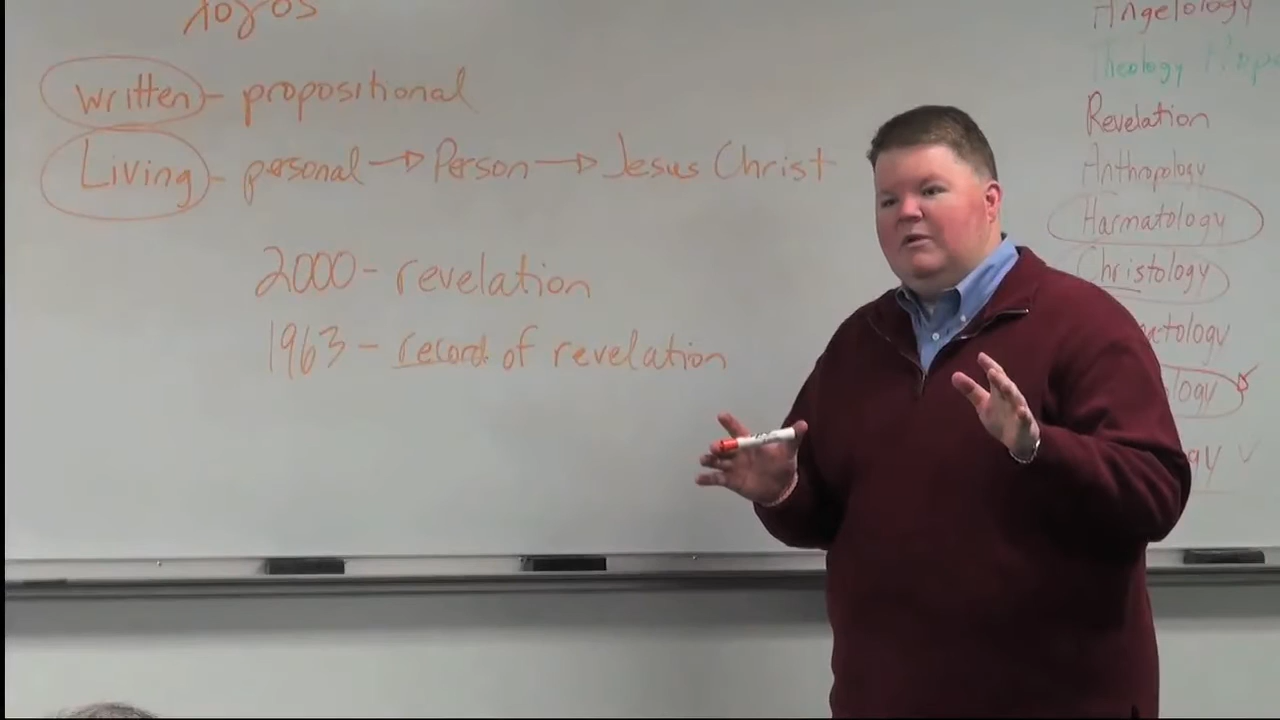 λογος
written - propositional
Living - personal → Person → Jesus Christ
2000 - revelation
1963 - record of revelation
Angelology
Theology
Revelation
Anthropology
Harmatology
Christology